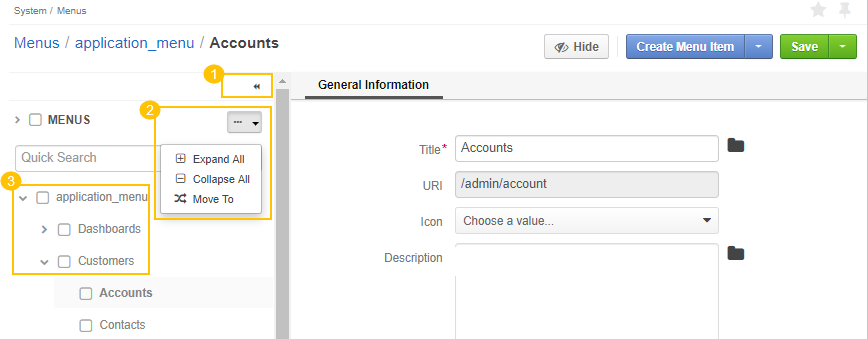 System / Menus
Menus / application_menu / Accounts
Hide
Create Menu Item
Save
1
General Information
2
MENUS
Quick Search
Expand All
Collapse All
Move To
3
application_menu
Dashboards
Customers
Accounts
Contacts
Title* Accounts
URI /admin/account
Icon Choose a value...
Description